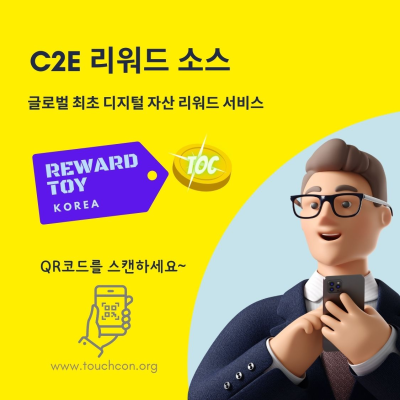 C2E 리워드 소스
글로벌 최초 디지털 자산 리워드 서비스
REWARD
TOY
KOREA
TOC
QR코드를 스캔하세요~
www.touchcon.org